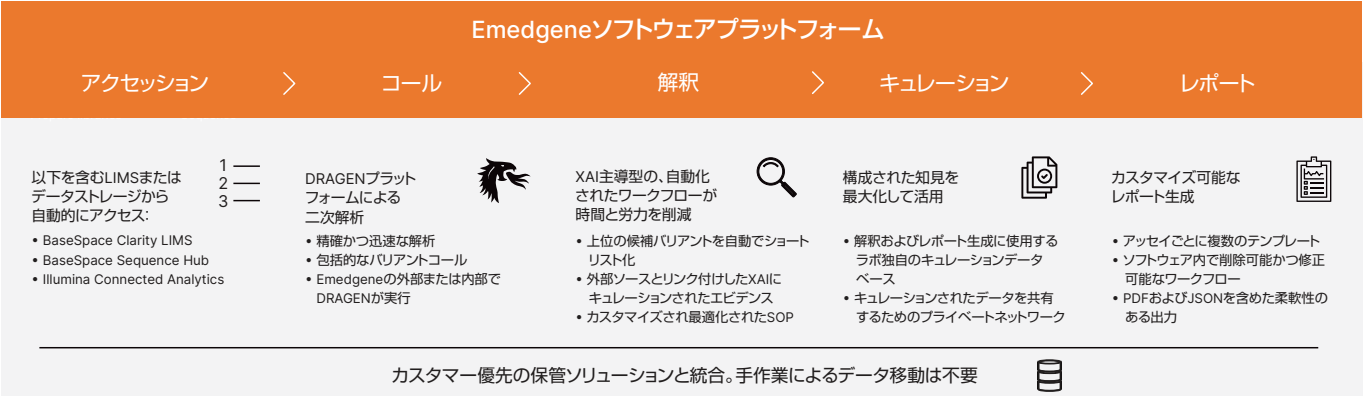 Emedgeneソフトウェアプラットフォーム
アクセッション
コール
解釈
キュレーション
レポート
以下を含むLIMSまたは
データストレージから
自動的にアクセス:
• BaseSpace Clarity LIMS
• BaseSpace Sequence Hub
• Illumina Connected Analytics
1
2
3
DRAGENプラット
フォームによる
二次解析
• 精確かつ迅速な解析
• 包括的なバリアントコール
• Emedgeneの外部または内部で
DRAGENが実行
XAI主導型の、自動化
されたワークフローが
時間と労力を削減
• 上位の候補バリアントを自動でショート
リスト化
• 外部ソースとリンク付けしたXAIに
キュレーションされたエビデンス
• カスタマイズされ最適化されたSOP
構成された知見を
最大化して活用
• 解釈およびレポート生成に使用する
ラボ独自のキュレーションデータ
ベース
• キュレーションされたデータを共有
するためのプライベートネットワーク
カスタマイズ可能な
レポート生成
• アッセイごとに複数のテンプレート
• ソフトウェア内で削除可能かつ修正
可能なワークフロー
• PDFおよびJSONを含めた柔軟性の
ある出力
カスタマー優先の保管ソリューションと統合。手作業によるデータ移動は不要